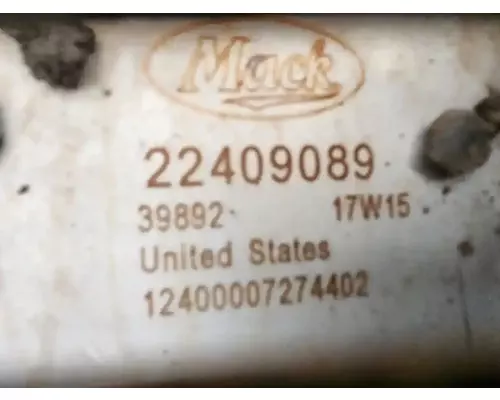 Mack
22409089
39892 17W15
United States
12400007274402